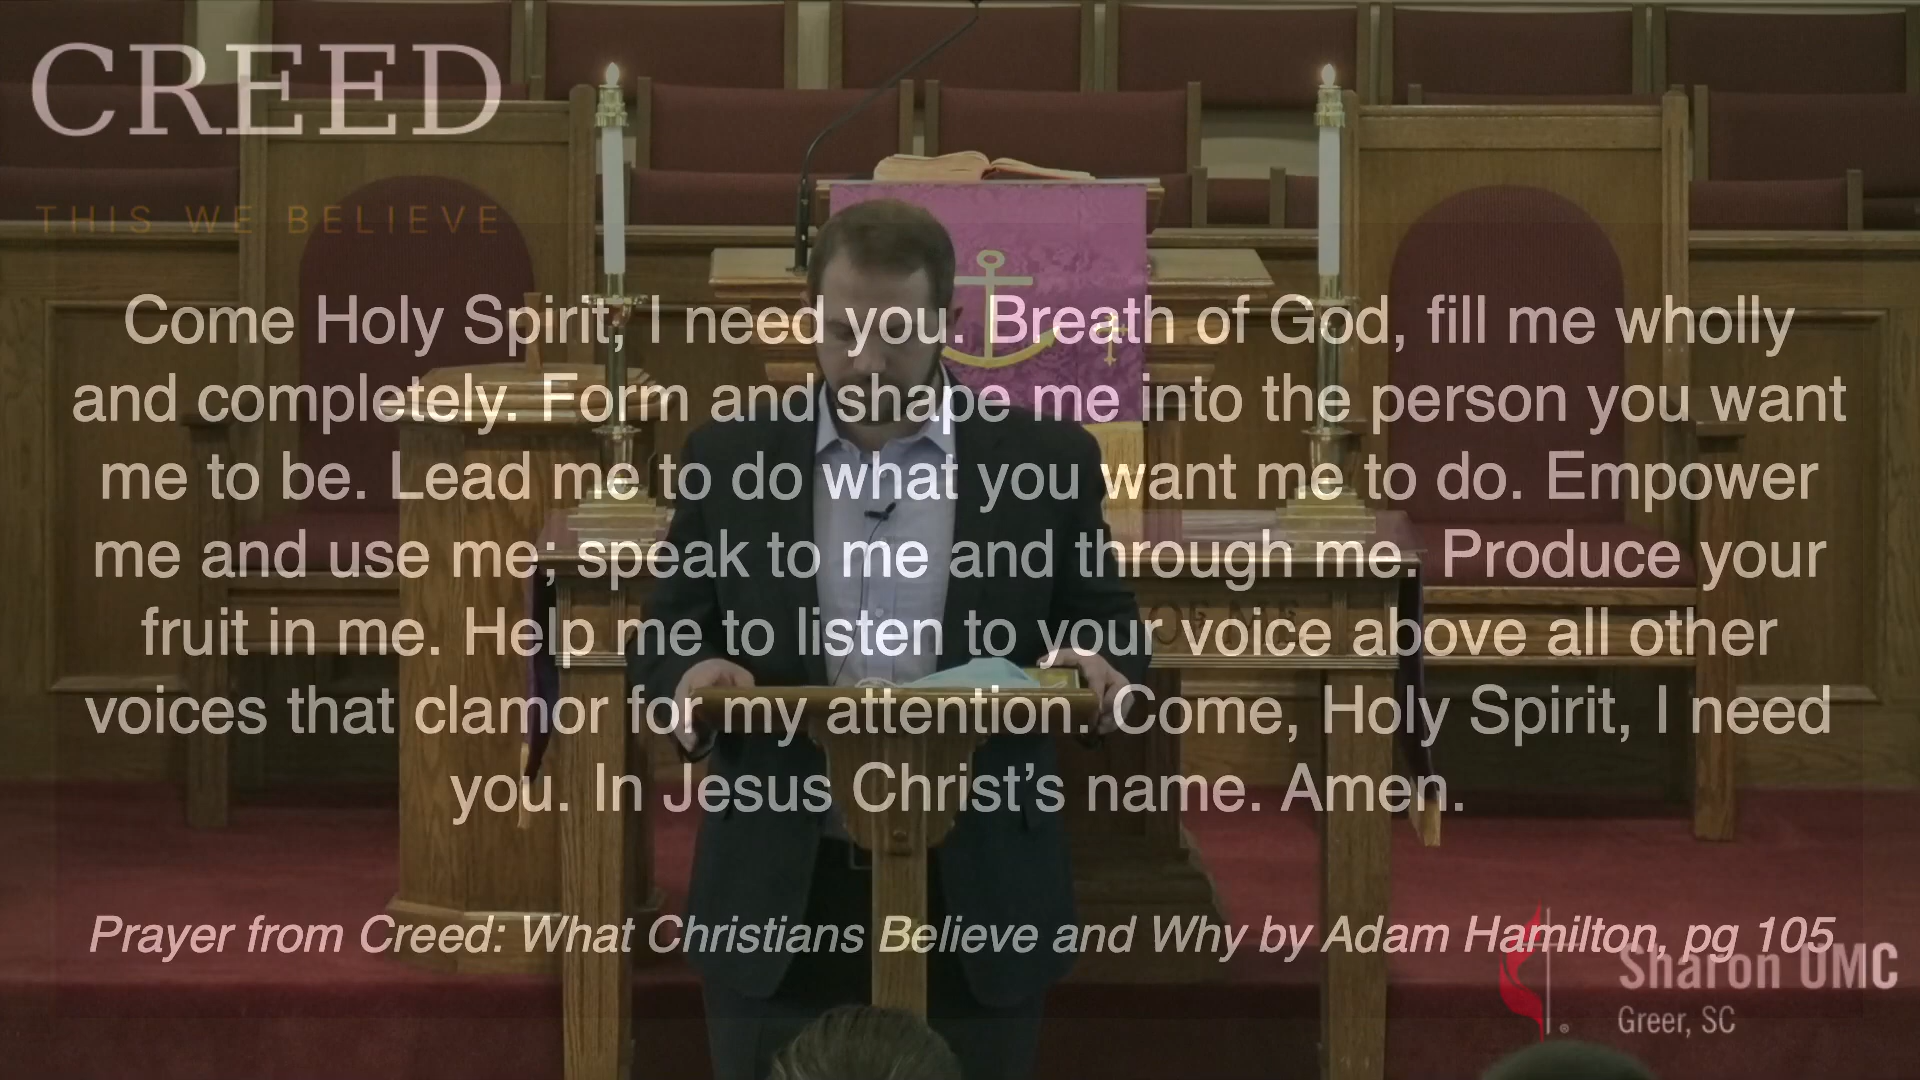 CREED
THIS WE BELIEVE
Come Holy Spirit, I need you. Breath of God, fill me wholly
and completely. Form and shape me into the person you want
me to be. Lead me to do what you want me to do. Empower
me and use me; speak to me and through me. Produce your
fruit in me. Help me to listen to your voice above all other
voices that clamor for my attention. Come, Holy Spirit, I need
you. In Jesus Christ’s name. Amen.
OF ME
Prayer from Creed: What Christians Believe and Why by Adam Hamilton, pg 105
Sharon UMC
Greer, SC